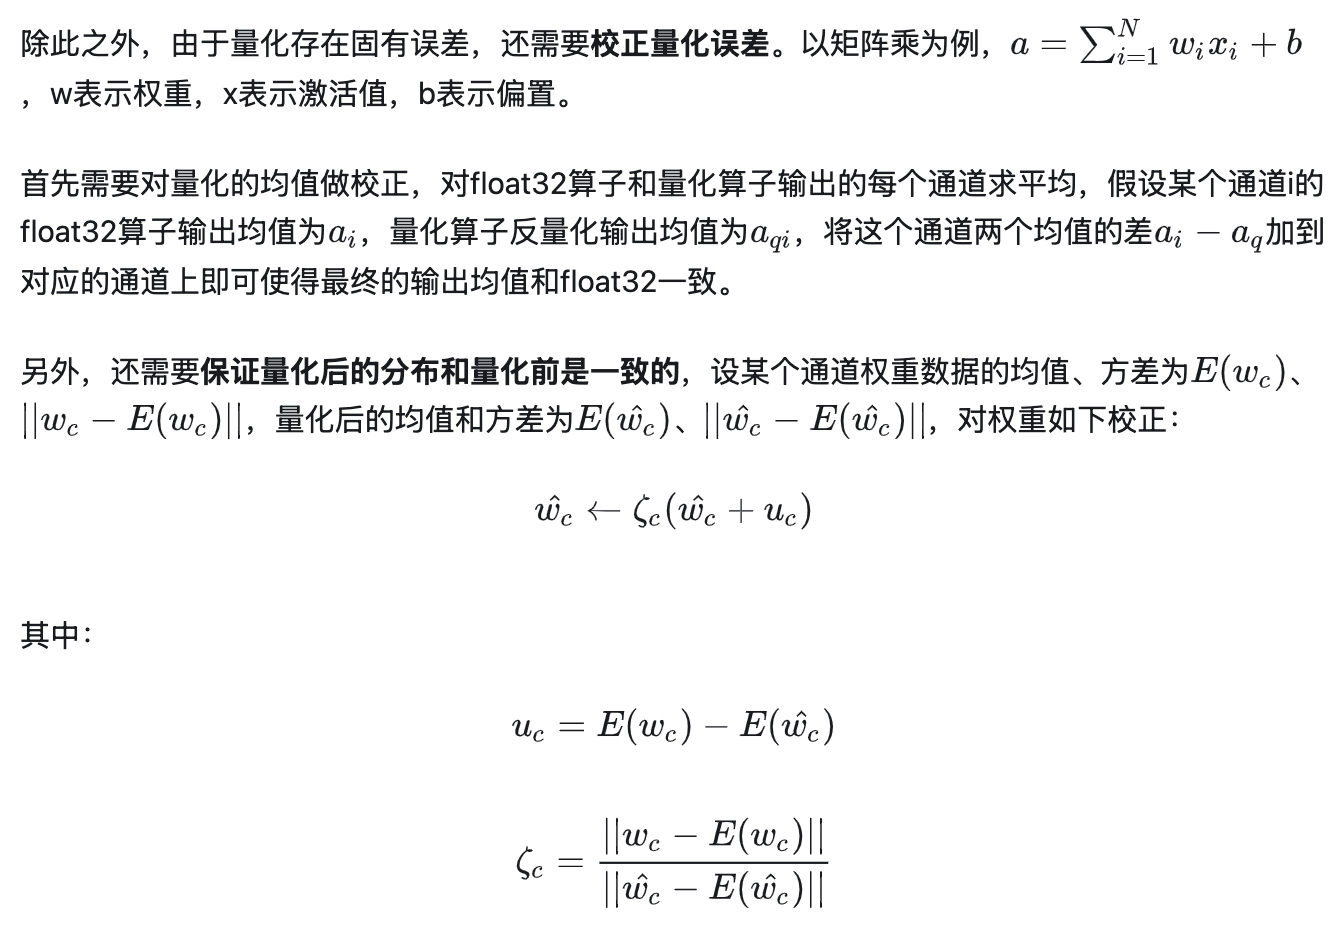 除此之外，由于量化存在固有误差，还需要校正量化误差。以矩阵乘为例，$a = \sum_{i=1}^{N} w_i x_i + b$
，w表示权重，x表示激活值，b表示偏置。
首先需要对量化的均值做校正，对float32算子和量化算子输出的每个通道求平均，假设某个通道i的
float32算子输出均值为$a_i$，量化算子反量化输出均值为$a_{qi}$，将这个通道两个均值的差$a_i - a_q$加到
对应的通道上即可使得最终的输出均值和float32一致。
另外，还需要保证量化后的分布和量化前是一致的，设某个通道权重数据的均值、方差为$E(w_c)$、
$||w_c - E(w_c)||$，量化后的均值和方差为$E(\hat{w_c})$、$||\hat{w_c} - E(\hat{w_c})||$，对权重如下校正：
$\hat{w_c} \leftarrow \zeta_c(\hat{w_c} + u_c)$
其中：
$u_c = E(w_c) - E(\hat{w_c})$
$\zeta_c = \frac{||w_c - E(w_c)||}{||\hat{w_c} - E(\hat{w_c})||}$